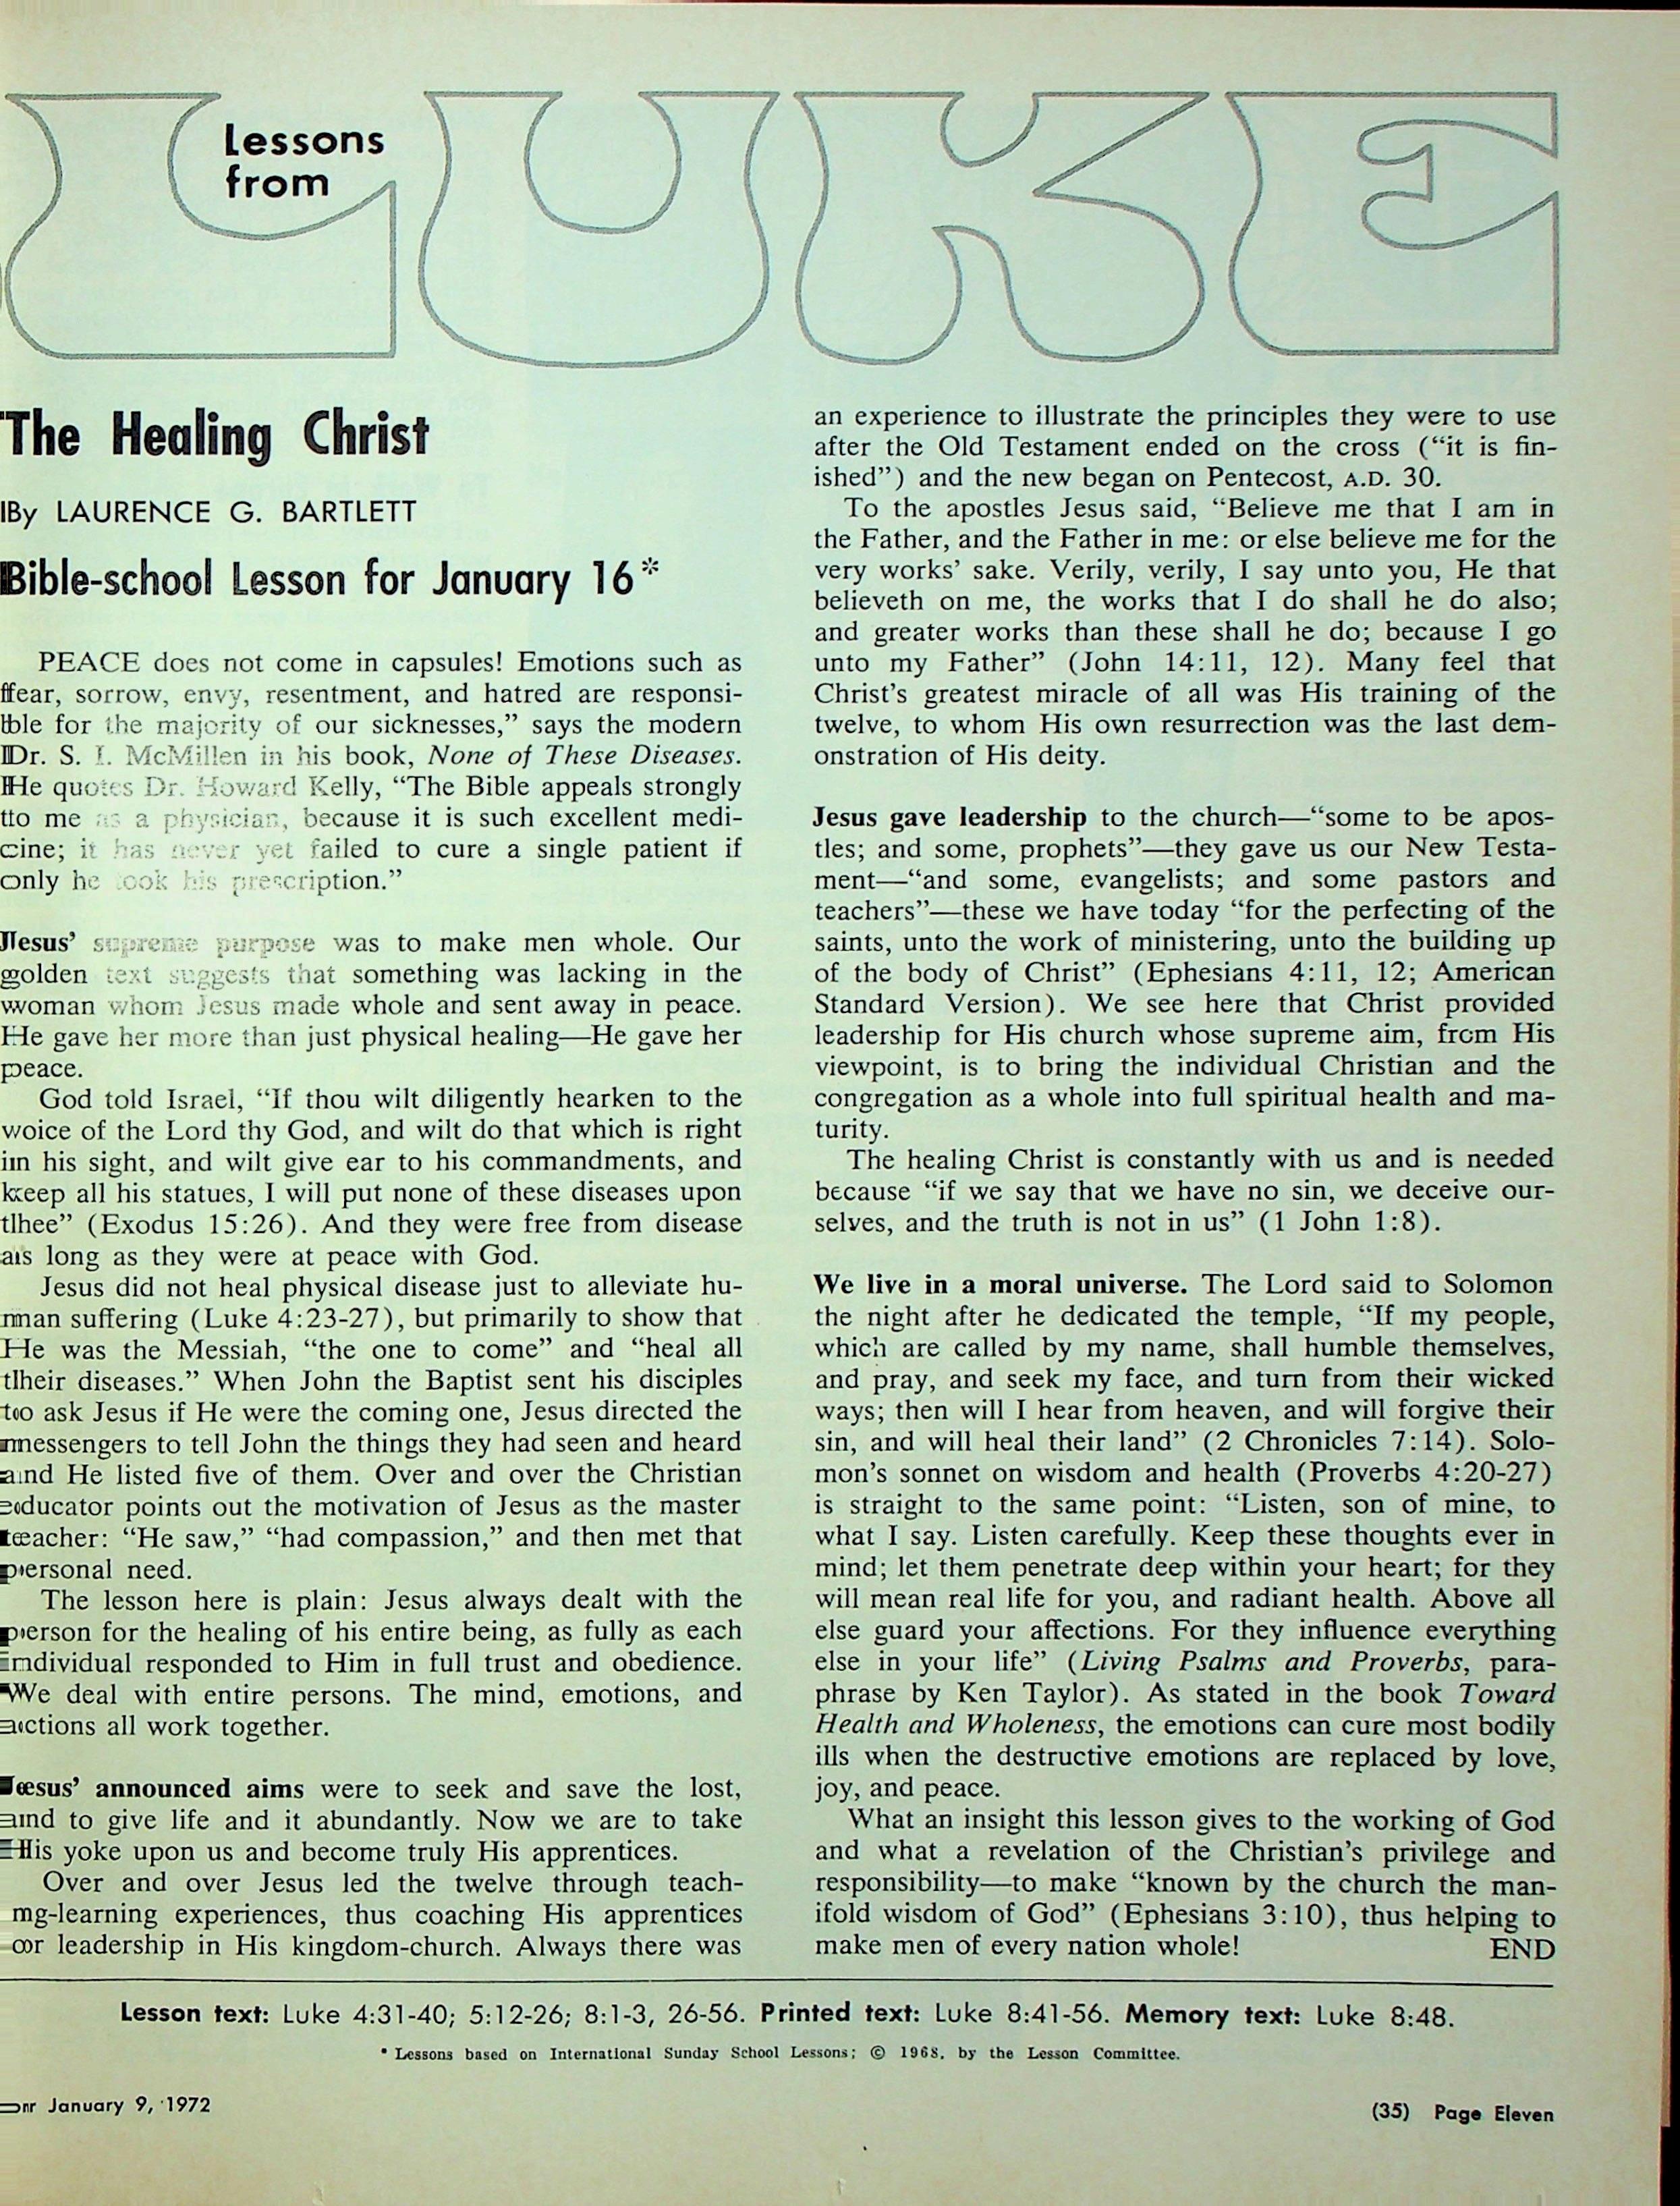 Lessons
from
LUKE
The Healing Christ
By LAURENCE G. BARTLETT
Bible-school Lesson for January 16*
PEACE does not come in capsules! Emotions such as
fear, sorrow, envy, resentment, and hatred are responsi-
ble for the majority of our sicknesses,” says the modern
Dr. S. I. McMillen in his book, None of These Diseases.
He quotes Dr. Howard Kelly, “The Bible appeals strongly
to me as a physician, because it is such excellent medi-
cine; it has never yet failed to cure a single patient if
only he took his prescription.”
Jesus’ supreme purpose was to make men whole. Our
golden text suggests that something was lacking in the
woman whom Jesus made whole and sent away in peace.
He gave her more than just physical healing—He gave her
peace.
God told Israel, “If thou wilt diligently hearken to the
voice of the Lord thy God, and wilt do that which is right
in his sight, and wilt give ear to his commandments, and
keep all his statues, I will put none of these diseases upon
thee” (Exodus 15:26). And they were free from disease
as long as they were at peace with God.
Jesus did not heal physical disease just to alleviate hu-
man suffering (Luke 4:23-27), but primarily to show that
He was the Messiah, “the one to come” and “heal all
their diseases.” When John the Baptist sent his disciples
to ask Jesus if He were the coming one, Jesus directed the
messengers to tell John the things they had seen and heard
and He listed five of them. Over and over the Christian
educator points out the motivation of Jesus as the master
teacher: “He saw,” “had compassion,” and then met that
personal need.
The lesson here is plain: Jesus always dealt with the
person for the healing of his entire being, as fully as each
individual responded to Him in full trust and obedience.
We deal with entire persons. The mind, emotions, and
actions all work together.
Jesus’ announced aims were to seek and save the lost,
and to give life and it abundantly. Now we are to take
His yoke upon us and become truly His apprentices.
Over and over Jesus led the twelve through teach-
ing-learning experiences, thus coaching His apprentices
for leadership in His kingdom-church. Always there was
an experience to illustrate the principles they were to use
after the Old Testament ended on the cross (“it is fin-
ished”) and the new began on Pentecost, A.D. 30.
To the apostles Jesus said, “Believe me that I am in
the Father, and the Father in me: or else believe me for the
very works’ sake. Verily, verily, I say unto you, He that
believeth on me, the works that I do shall he do also;
and greater works than these shall he do; because I go
unto my Father” (John 14:11, 12). Many feel that
Christ’s greatest miracle of all was His training of the
twelve, to whom His own resurrection was the last dem-
onstration of His deity.
Jesus gave leadership to the church—“some to be apos-
tles; and some, prophets”—they gave us our New Testa-
ment—“and some, evangelists; and some pastors and
teachers”—these we have today “for the perfecting of the
saints, unto the work of ministering, unto the building up
of the body of Christ” (Ephesians 4:11, 12; American
Standard Version). We see here that Christ provided
leadership for His church whose supreme aim, from His
viewpoint, is to bring the individual Christian and the
congregation as a whole into full spiritual health and ma-
turity.
The healing Christ is constantly with us and is needed
because “if we say that we have no sin, we deceive our-
selves, and the truth is not in us” (1 John 1:8).
We live in a moral universe. The Lord said to Solomon
the night after he dedicated the temple, “If my people,
which are called by my name, shall humble themselves,
and pray, and seek my face, and turn from their wicked
ways; then will I hear from heaven, and will forgive their
sin, and will heal their land” (2 Chronicles 7:14). Solo-
mon’s sonnet on wisdom and health (Proverbs 4:20-27)
is straight to the same point: “Listen, son of mine, to
what I say. Listen carefully. Keep these thoughts ever in
mind; let them penetrate deep within your heart; for they
will mean real life for you, and radiant health. Above all
else guard your affections. For they influence everything
else in your life” (Living Psalms and Proverbs, para-
phrase by Ken Taylor). As stated in the book Toward
Health and Wholeness, the emotions can cure most bodily
ills when the destructive emotions are replaced by love,
joy, and peace.
What an insight this lesson gives to the working of God
and what a revelation of the Christian’s privilege and
responsibility—to make “known by the church the man-
ifold wisdom of God” (Ephesians 3:10), thus helping to
make men of every nation whole! END
Lesson text: Luke 4:31-40; 5:12-26; 8:1-3, 26-56. Printed text: Luke 8:41-56. Memory text: Luke 8:48.
* Lessons based on International Sunday School Lessons; © 1968, by the Lesson Committee.
January 9, 1972
(35) Page Eleven